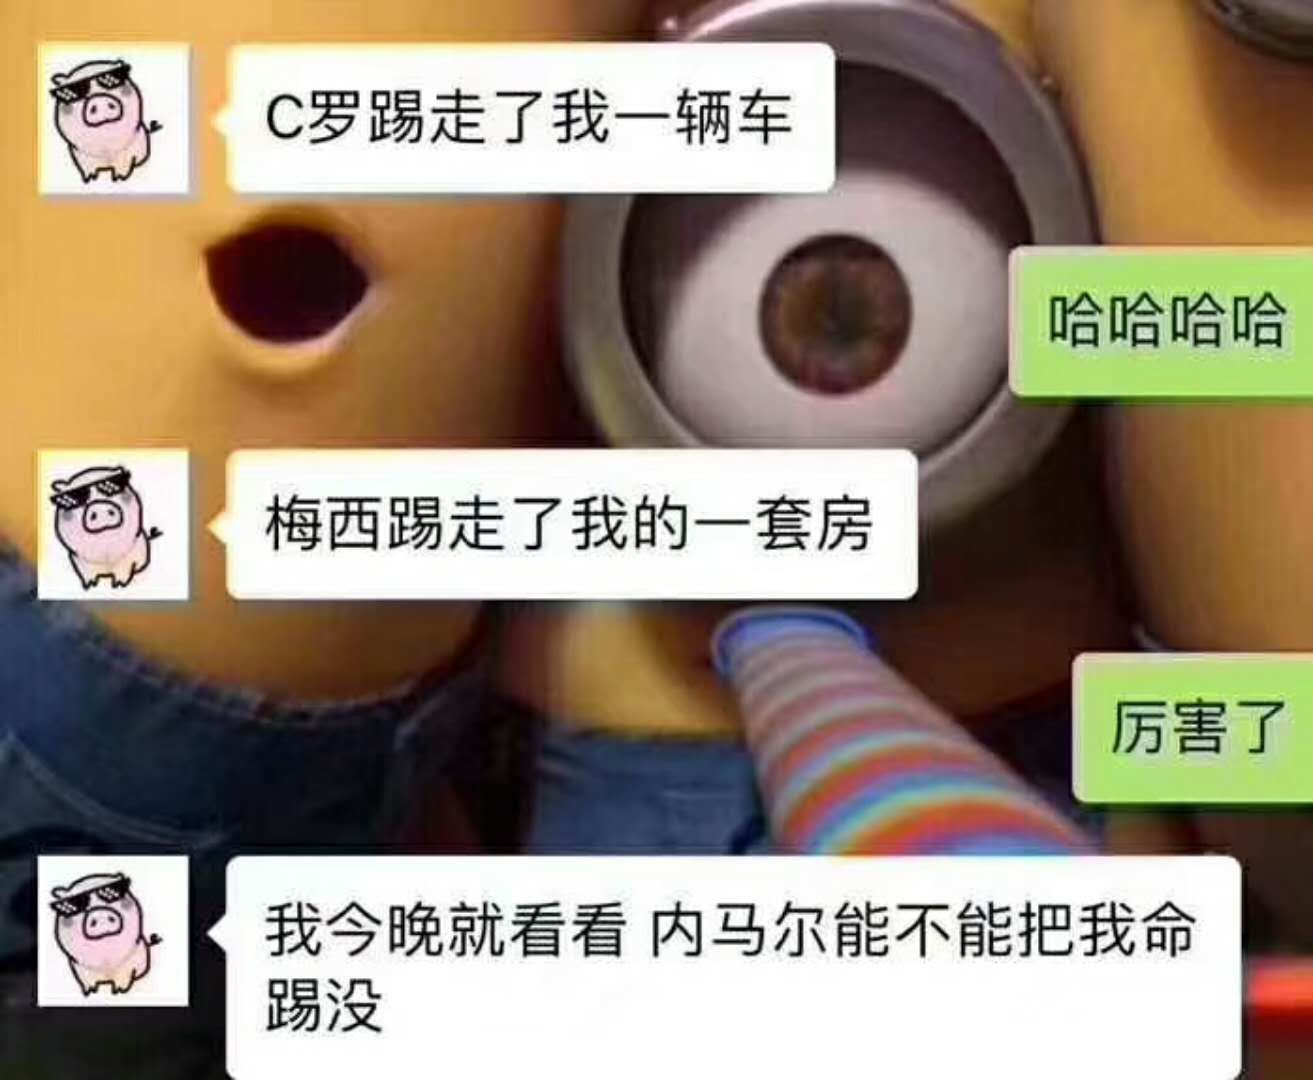 C罗踢走了我一辆车
哈哈哈哈
梅西踢走了我的一套房
厉害了
我今晚就看看 内马尔能不能把我命
踢没